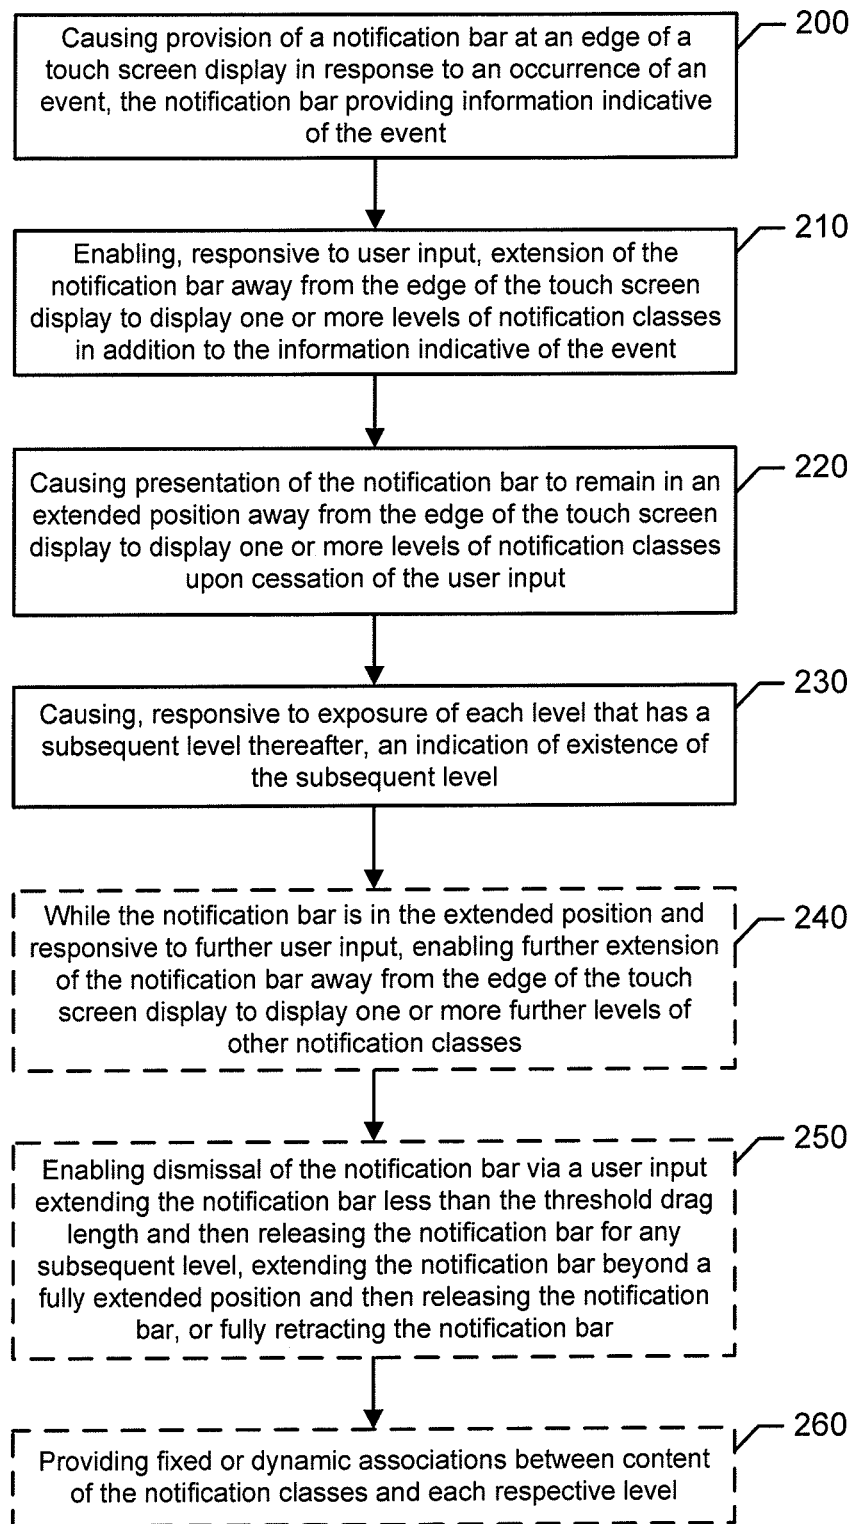 Causing provision of a notification bar at an edge of a
touch screen display in response to an occurrence of an
event, the notification bar providing information indicative
of the event
200
Enabling, responsive to user input, extension of the
notification bar away from the edge of the touch screen
display to display one or more levels of notification classes
in addition to the information indicative of the event
210
Causing presentation of the notification bar to remain in an
extended position away from the edge of the touch screen
display to display one or more levels of notification classes
upon cessation of the user input
220
Causing, responsive to exposure of each level that has a
subsequent level thereafter, an indication of existence of
the subsequent level
230
While the notification bar is in the extended position and
responsive to further user input, enabling further extension
of the notification bar away from the edge of the touch
screen display to display one or more further levels of
other notification classes
240
Enabling dismissal of the notification bar via a user input
extending the notification bar less than the threshold drag
length and then releasing the notification bar for any
subsequent level, extending the notification bar beyond a
fully extended position and then releasing the notification
bar, or fully retracting the notification bar
250
Providing fixed or dynamic associations between content
of the notification classes and each respective level
260